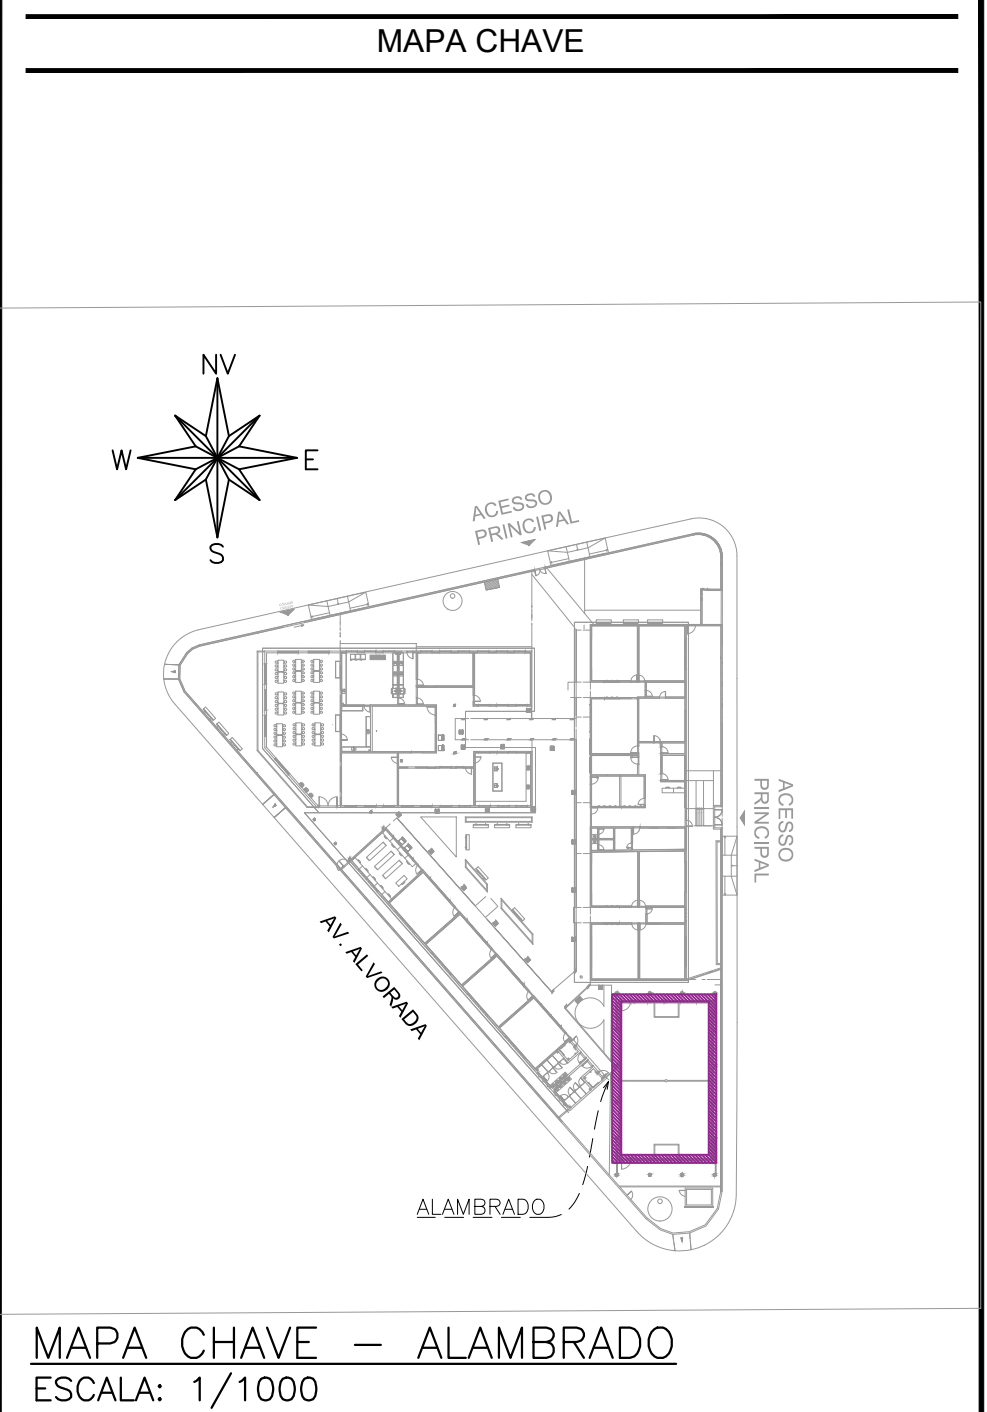 MAPA CHAVE
NV
W
E
S
ACESSO
PRINCIPAL
ACESSO
PRINCIPAL
AV. ALVORADA
ALAMBRADO
MAPA CHAVE – ALAMBRADO
ESCALA: 1/1000